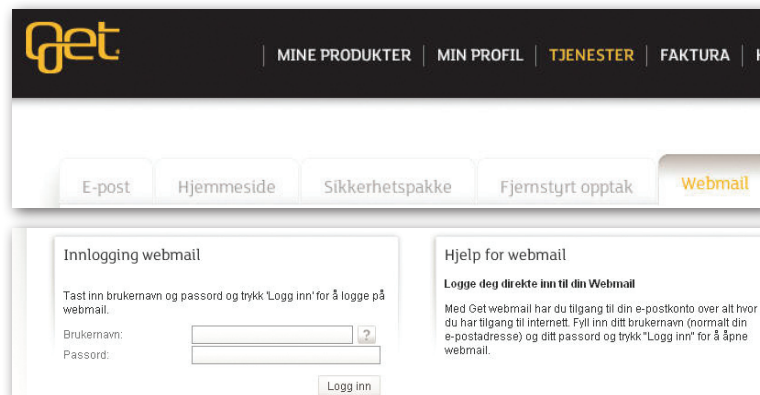 Get
MINE PRODUKTER | MIN PROFIL | TJENESTER | FAKTURA |
E-post Hjemmeside Sikkerhetspakke Fjernstyrt opptak Webmail
Innlogging webmail
Tast inn brukernavn og passord og trykk 'Logg inn' for å logge på
webmail.
Brukernavn: ?
Passord:
Logg inn
Hjelp for webmail
Logge deg direkte inn til din Webmail
Med Get webmail har du tilgang til din e-postkonto over alt hvor
du har tilgang til internett. Fyll inn ditt brukernavn (normalt din
e-postadresse) og ditt passord og trykk "Logg inn" for å åpne
webmail.